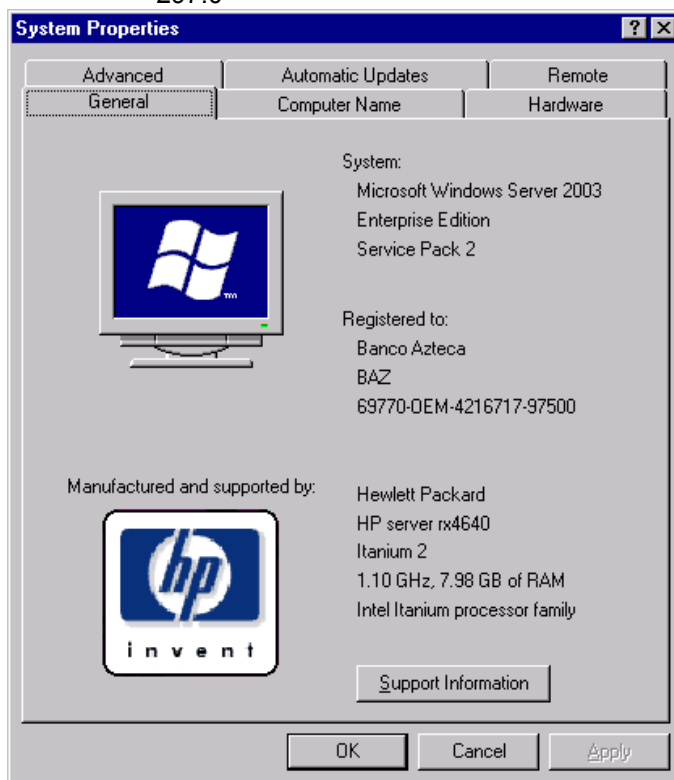 System Properties
Advanced
Automatic Updates
Remote
General
Computer Name
Hardware
System:
Microsoft Windows Server 2003
Enterprise Edition
Service Pack 2
TM
Registered to:
Banco Azteca
BAZ
69770-OEM-4216717-97500
Manufactured and supported by:
hp
invent
Hewlett Packard
HP server rx4640
Itanium 2
1.10 GHz, 7.98 GB of RAM
Intel Itanium processor family
Support Information
OK
Cancel
Apply